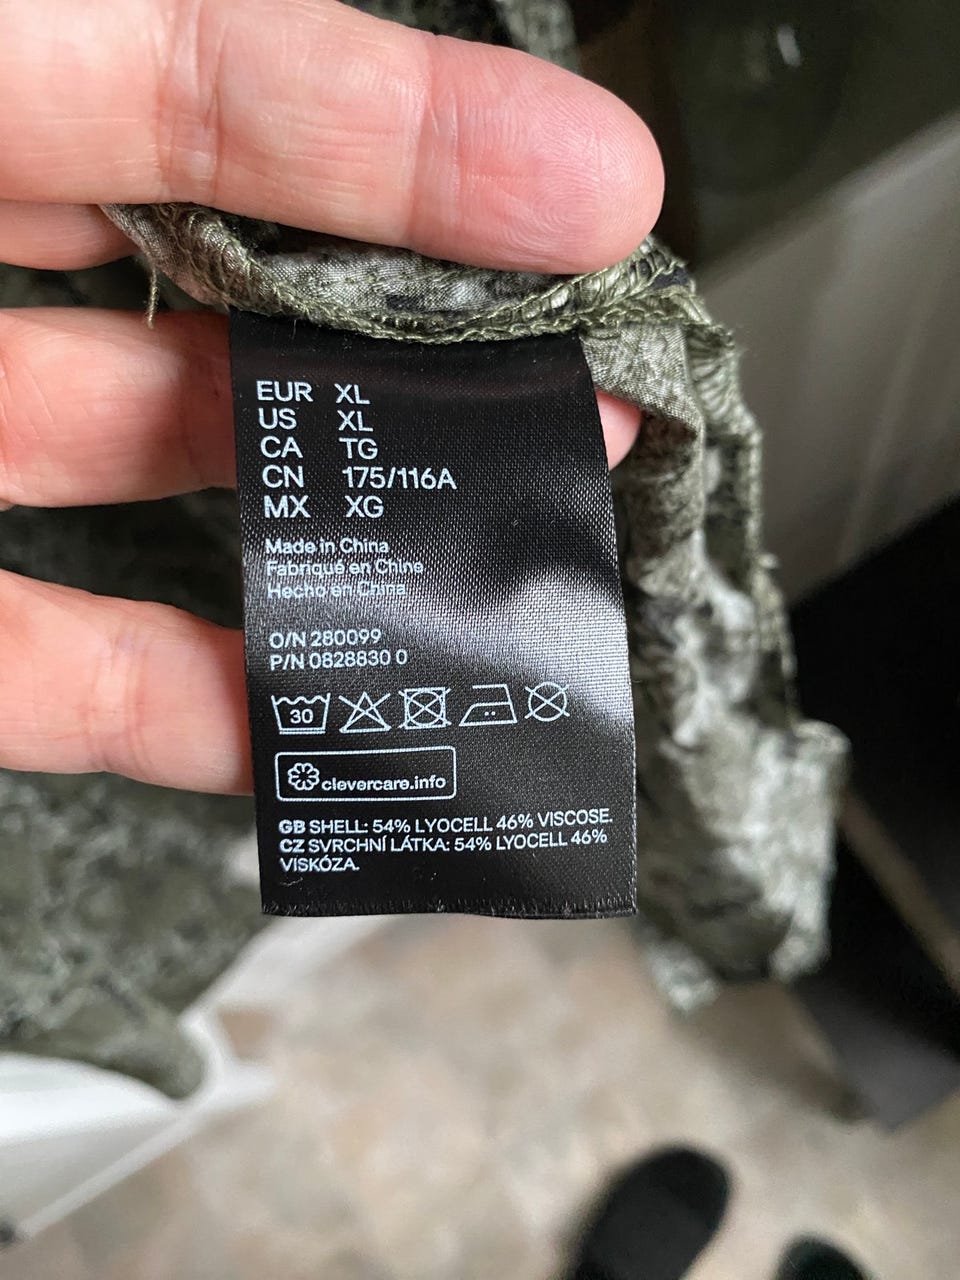 EUR XL
US XL
CA TG
CN 175/116A
MX XG
Made in China
Fabriqué en Chine
Hecho en China
O/N 280099
P/N 0828830 0
30
clevercare.info
GB SHELL: 54% LYOCELL 46% VISCOSE.
CZ SVRCHNÍ LÁTKA: 54% LYOCELL 46%
VISKÓZA.